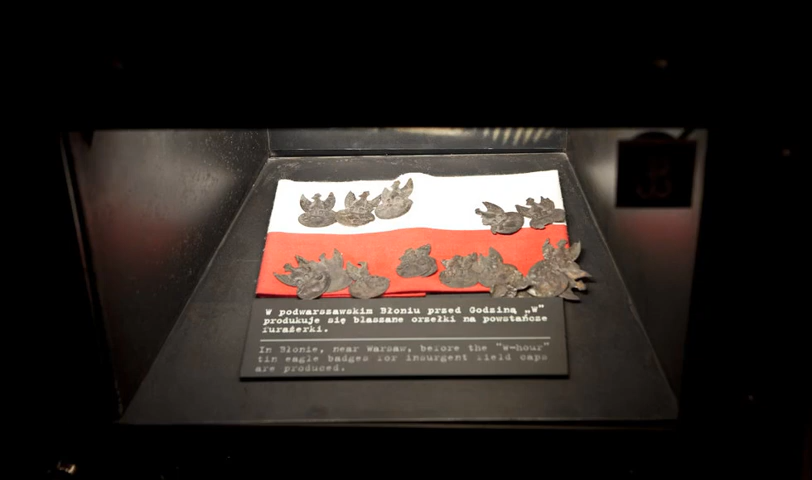 W podwarszawskim Błoniu przed Godziną „W”
produkuje się blaszane orzełki na powstańcze
furażerki.
In Błonie, near Warsaw, before the "W-hour"
tin eagle badges for insurgent field caps
are produced.